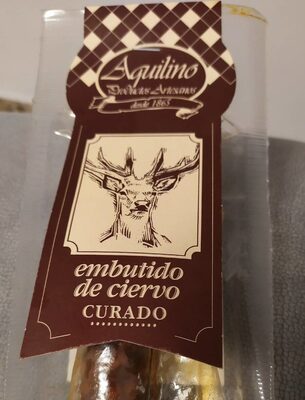 Aquilino
Productos Artesanos
desde 1865
embutido
de ciervo
CURADO